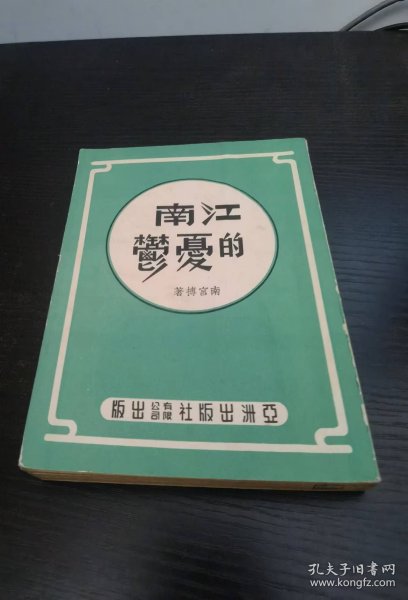 江南
的憂鬱
南宮搏著
亞洲出版社有限公司出版
孔夫子旧书网
www.kongfz.com